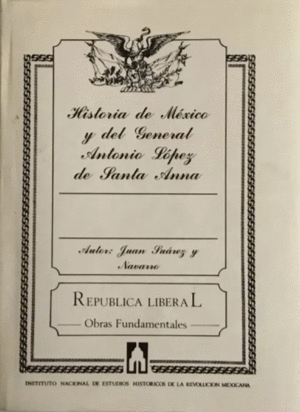 Historia de México
y del General
Antonio López
de Santa Anna
Autor: Juan Suárez y
Navarro
REPUBLICA LIBERAL
Obras Fundamentales
INSTITUTO NACIONAL DE ESTUDIOS HISTORICOS DE LA REVOLUCION MEXICANA